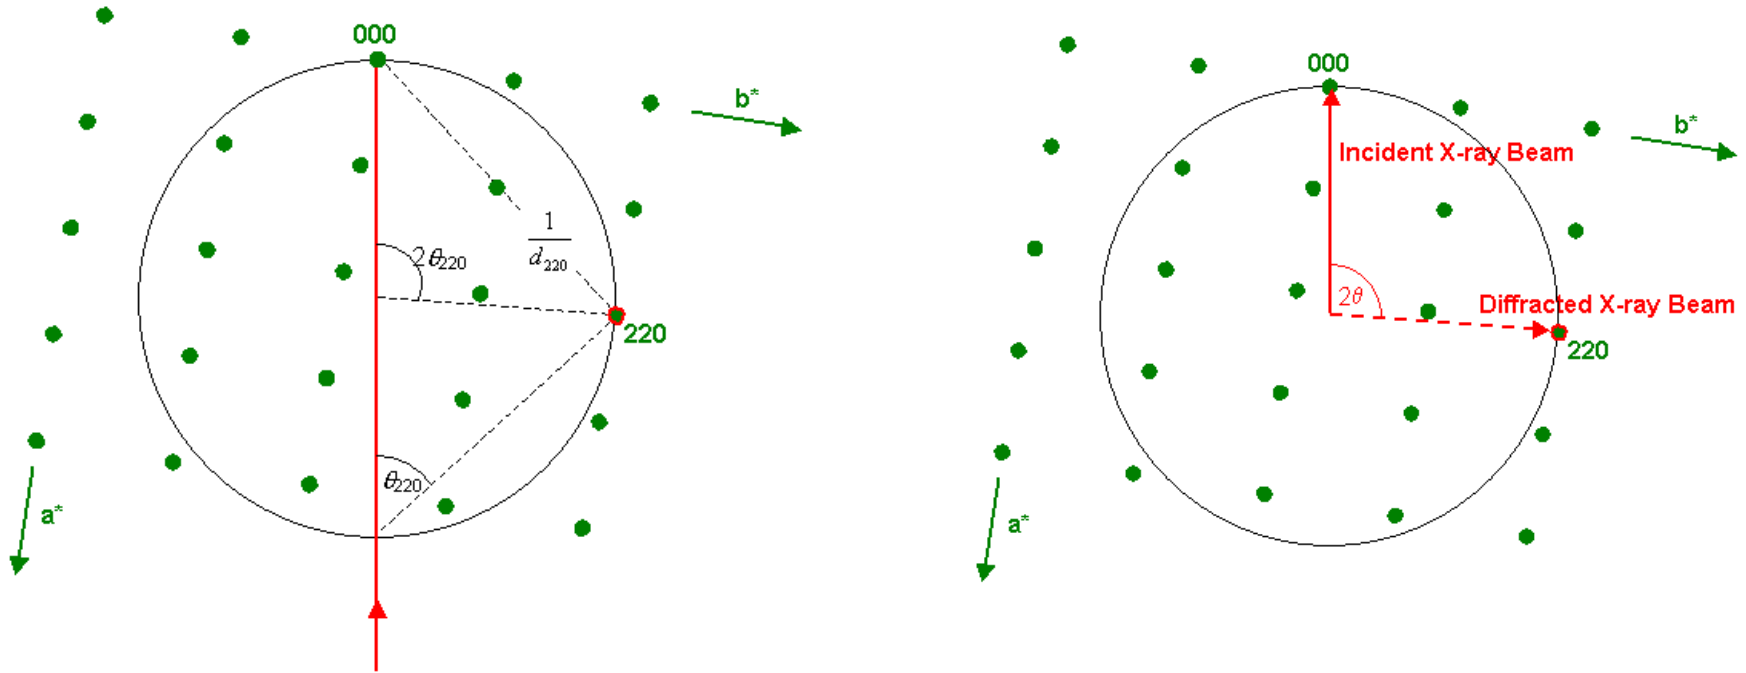 000
b*
1
d220
2θ220
220
θ220
a*
000
b*
Incident X-ray Beam
2θ
Diffracted X-ray Beam
220
a*